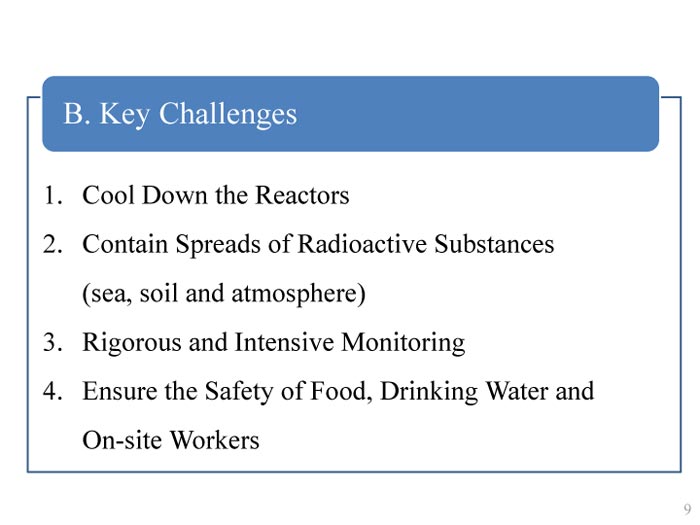 B. Key Challenges
1. Cool Down the Reactors
2. Contain Spreads of Radioactive Substances
(sea, soil and atmosphere)
3. Rigorous and Intensive Monitoring
4. Ensure the Safety of Food, Drinking Water and
On-site Workers
9